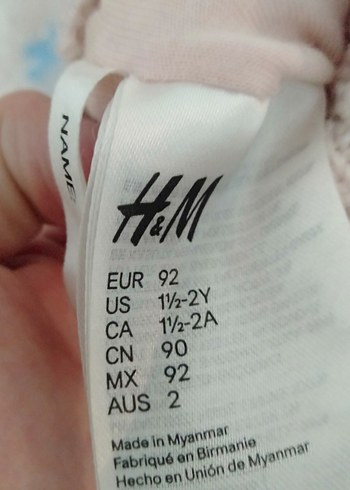 NAME
H&M
EUR 92
US 1½-2Y
CA 1½-2A
CN 90
MX 92
AUS 2
Made in Myanmar
Fabriqué en Birmanie
Hecho en Unión de Myanmar